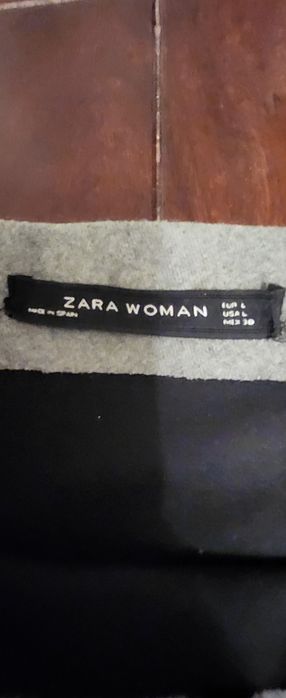 ZARA WOMAN
MADE IN SPAIN
EUR L
USA L
MEX 30